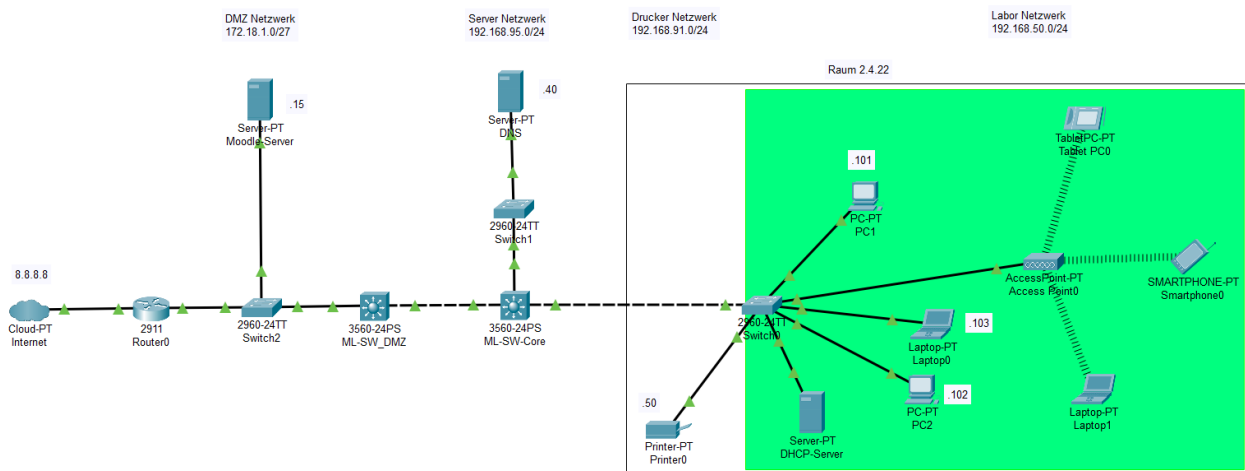 DMZ Netzwerk
172.18.1.0/27
Server Netzwerk
192.168.95.0/24
Drucker Netzwerk
192.168.91.0/24
Labor Netzwerk
192.168.50.0/24
Raum 2.4.22
.15
Server-PT
Moodle-Server
.40
Server-PT
DNS
TabletPC-PT
Tablet PC0
.101
PC-PT
PC1
2960-24TT
Switch1
AccessPoint-PT
Access Point0
SMARTPHONE-PT
Smartphone0
8.8.8.8
Cloud-PT
Internet
2911
Router0
2960-24TT
Switch2
3560-24PS
ML-SW_DMZ
3560-24PS
ML-SW-Core
2960-24TT
Switch0
.103
Laptop-PT
Laptop0
.102
PC-PT
PC2
Laptop-PT
Laptop1
.50
Printer-PT
Printer0
Server-PT
DHCP-Server